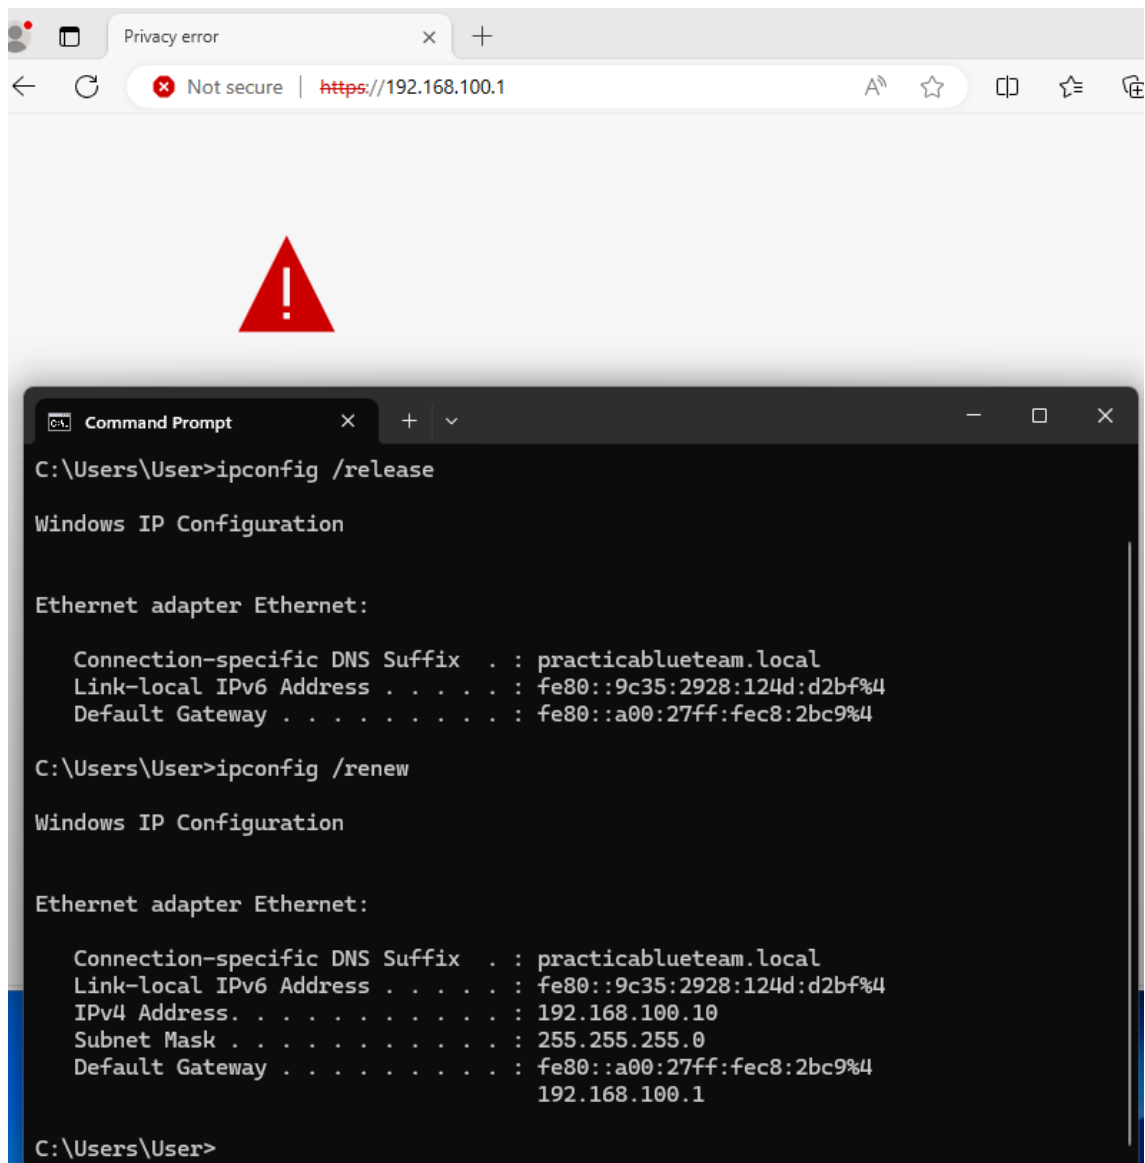 Privacy error
Not secure | https://192.168.100.1
Command Prompt
C:\Users\User>ipconfig /release
Windows IP Configuration
Ethernet adapter Ethernet:
Connection-specific DNS Suffix . : practicablueteam.local
Link-local IPv6 Address . . . . . : fe80::9c35:2928:124d:d2bf%4
Default Gateway . . . . . . . . . : fe80::a00:27ff:fec8:2bc9%4
C:\Users\User>ipconfig /renew
Windows IP Configuration
Ethernet adapter Ethernet:
Connection-specific DNS Suffix . : practicablueteam.local
Link-local IPv6 Address . . . . . : fe80::9c35:2928:124d:d2bf%4
IPv4 Address. . . . . . . . . . . : 192.168.100.10
Subnet Mask . . . . . . . . . . . : 255.255.255.0
Default Gateway . . . . . . . . . : fe80::a00:27ff:fec8:2bc9%4
192.168.100.1
C:\Users\User>